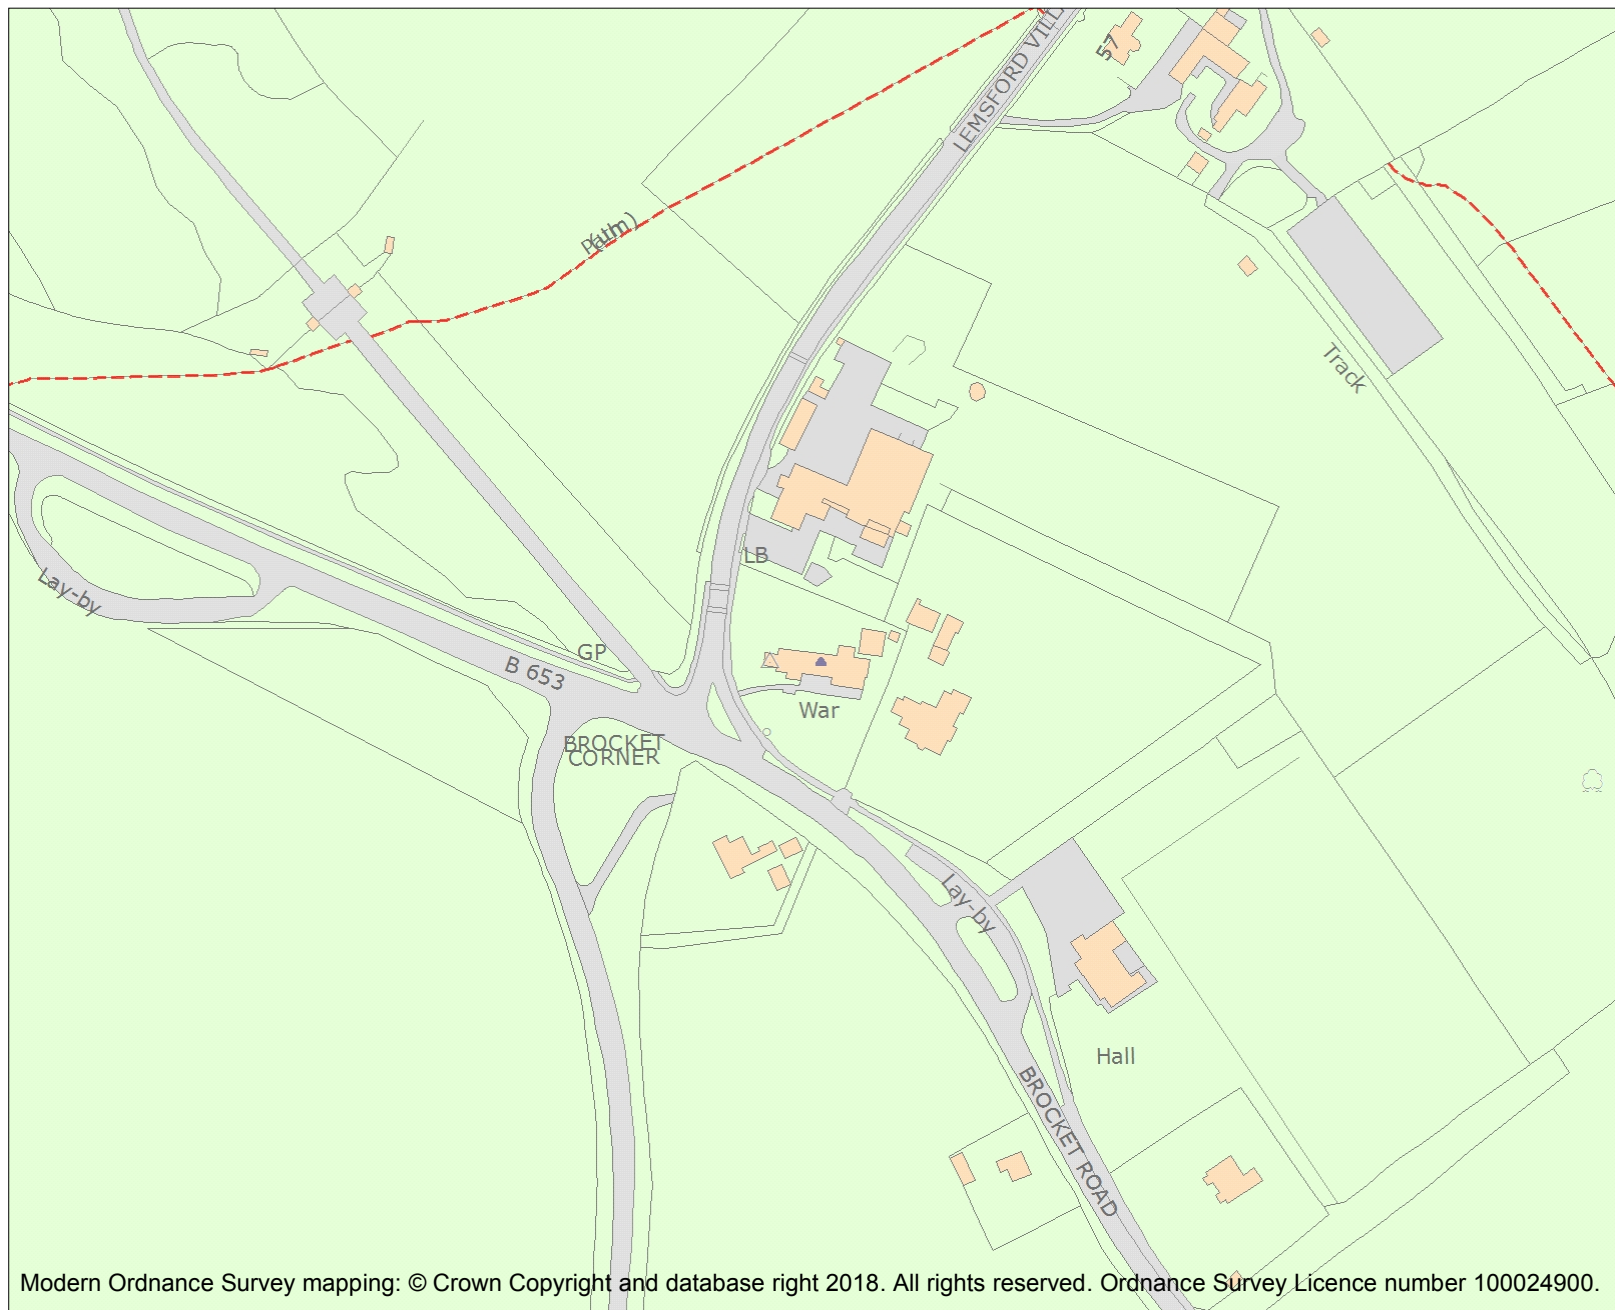 57
LEMSFORD VILL
Path
(um)
Track
LB
Lay-by
GP
B 653
War
BROCKET
CORNER
Lay-by
Hall
BROCKET ROAD
Modern Ordnance Survey mapping: © Crown Copyright and database right 2018. All rights reserved. Ordnance Survey Licence number 100024900.